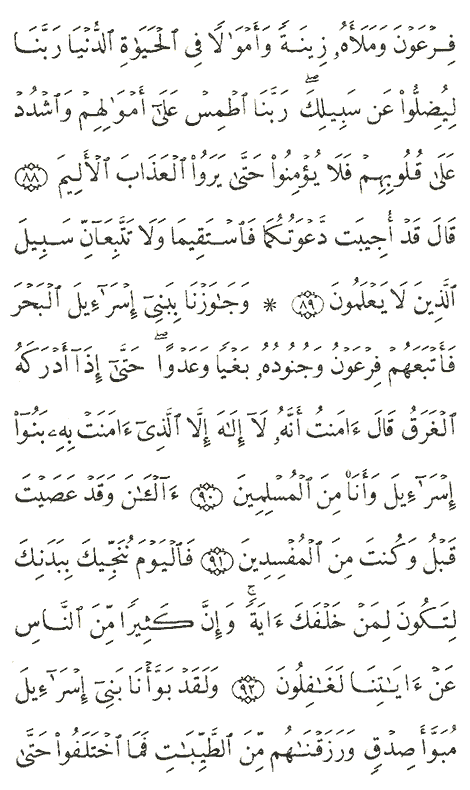 فِرْعَوْنَ وَمَلَأَهُۥ زِينَةً وَأَمْوَٰلًا فِى ٱلْحَيَوٰةِ ٱلدُّنْيَا رَبَّنَا
لِيُضِلُّوا۟ عَن سَبِيلِكَ ۖ رَبَّنَا ٱطْمِسْ عَلَىٰٓ أَمْوَٰلِهِمْ وَٱشْدُدْ
عَلَىٰ قُلُوبِهِمْ فَلَا يُؤْمِنُوا۟ حَتَّىٰ يَرَوُا۟ ٱلْعَذَابَ ٱلْأَلِيمَ ۝٨٨
قَالَ قَدْ أُجِيبَت دَّعْوَتُكُمَا فَٱسْتَقِيمَا وَلَا تَتَّبِعَآنِّ سَبِيلَ
ٱلَّذِينَ لَا يَعْلَمُونَ ۝٨٩ * وَجَٰوَزْنَا بِبَنِىٓ إِسْرَٰٓءِيلَ ٱلْبَحْرَ
فَأَتْبَعَهُمْ فِرْعَوْنُ وَجُنُودُهُۥ بَغْيًا وَعَدْوًا ۖ حَتَّىٰٓ إِذَآ أَدْرَكَهُ
ٱلْغَرَقُ قَالَ ءَامَنتُ أَنَّهُۥ لَآ إِلَٰهَ إِلَّا ٱلَّذِىٓ ءَامَنَتْ بِهِۦ بَنُوٓا۟
إِسْرَٰٓءِيلَ وَأَنَا۠ مِنَ ٱلْمُسْلِمِينَ ۝٩٠ ءَآلْـَٰٔنَ وَقَدْ عَصَيْتَ
قَبْلُ وَكُنتَ مِنَ ٱلْمُفْسِدِينَ ۝٩١ فَٱلْيَوْمَ نُنَجِّيكَ بِبَدَنِكَ
لِتَكُونَ لِمَنْ خَلْفَكَ ءَايَةً ۚ وَإِنَّ كَثِيرًا مِّنَ ٱلنَّاسِ
عَنْ ءَايَٰتِنَا لَغَٰفِلُونَ ۝٩٢ وَلَقَدْ بَوَّأْنَا بَنِىٓ إِسْرَٰٓءِيلَ
مُبَوَّأَ صِدْقٍ وَرَزَقْنَٰهُم مِّنَ ٱلطَّيِّبَٰتِ فَمَا ٱخْتَلَفُوا۟ حَتَّىٰ